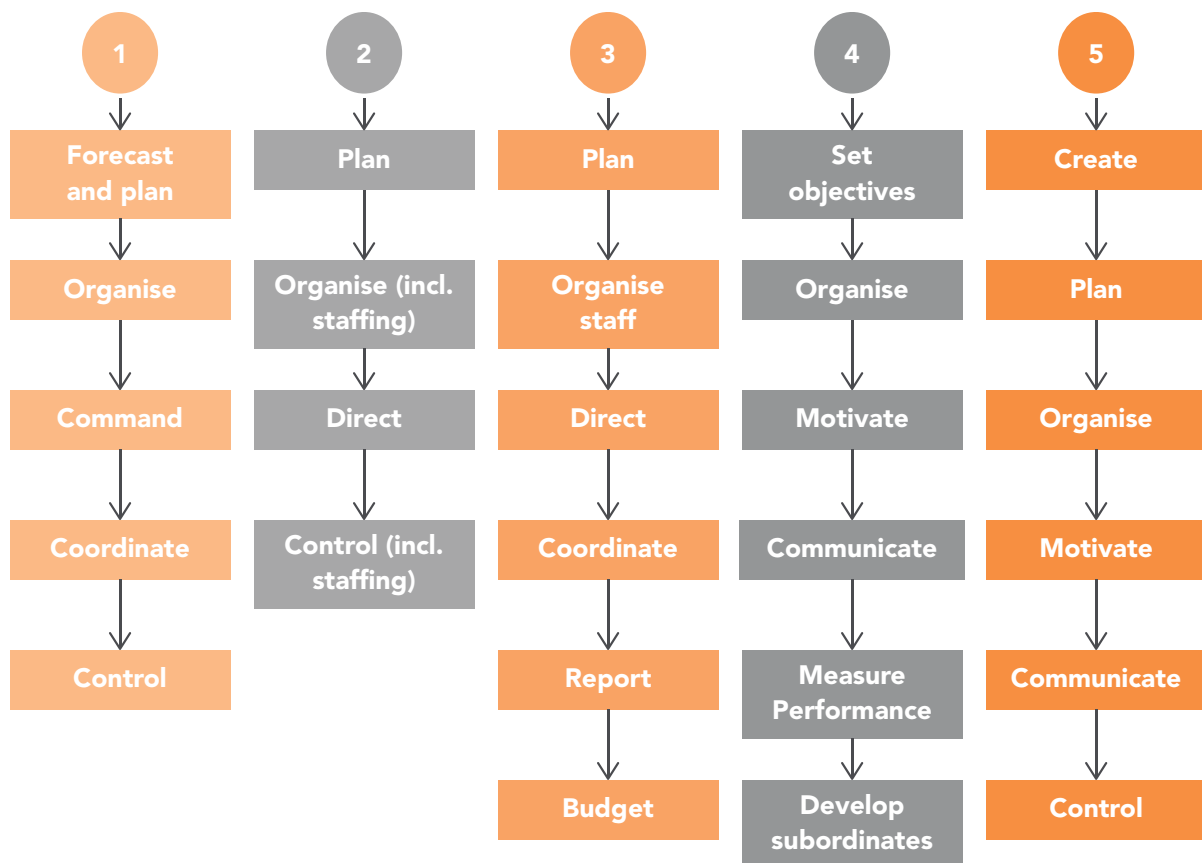 1
Forecast
and plan
Organise
Command
Coordinate
Control
2
Plan
Organise (incl.
staffing)
Direct
Control (incl.
staffing)
3
Plan
Organise
staff
Direct
Coordinate
Report
Budget
4
Set
objectives
Organise
Motivate
Communicate
Measure
Performance
Develop
subordinates
5
Create
Plan
Organise
Motivate
Communicate
Control